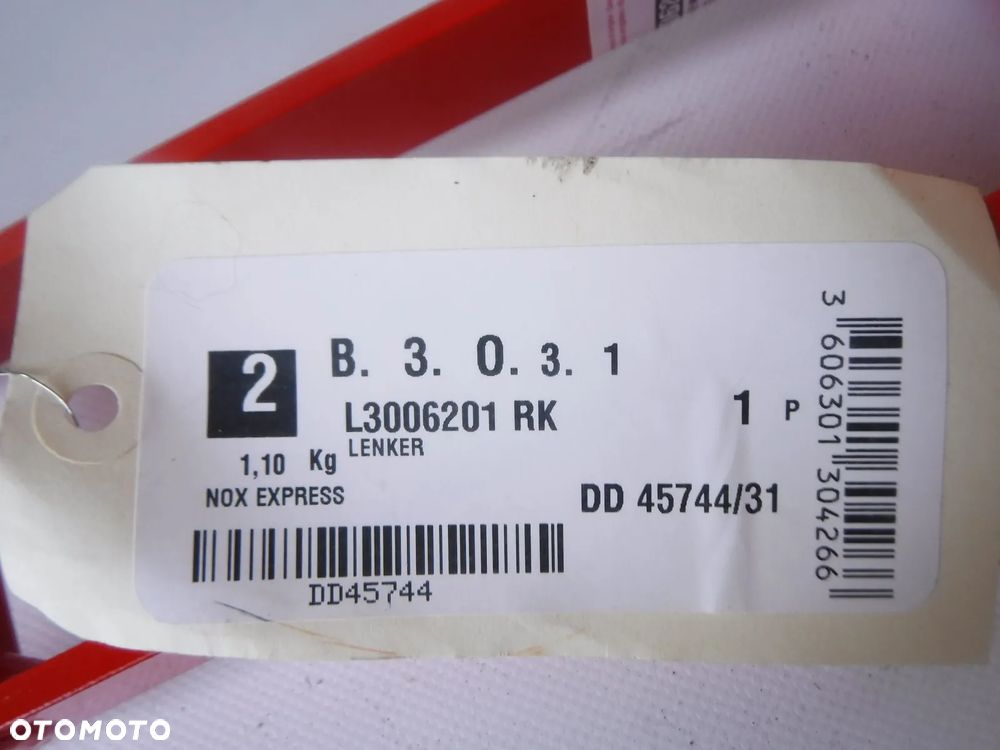 2
B. 3. 0. 3. 1
L3006201 RK
1 P
LENKER
1,10 Kg
NOX EXPRESS
DD 45744/31
DD45744
3 606301 304266
OTOMOTO